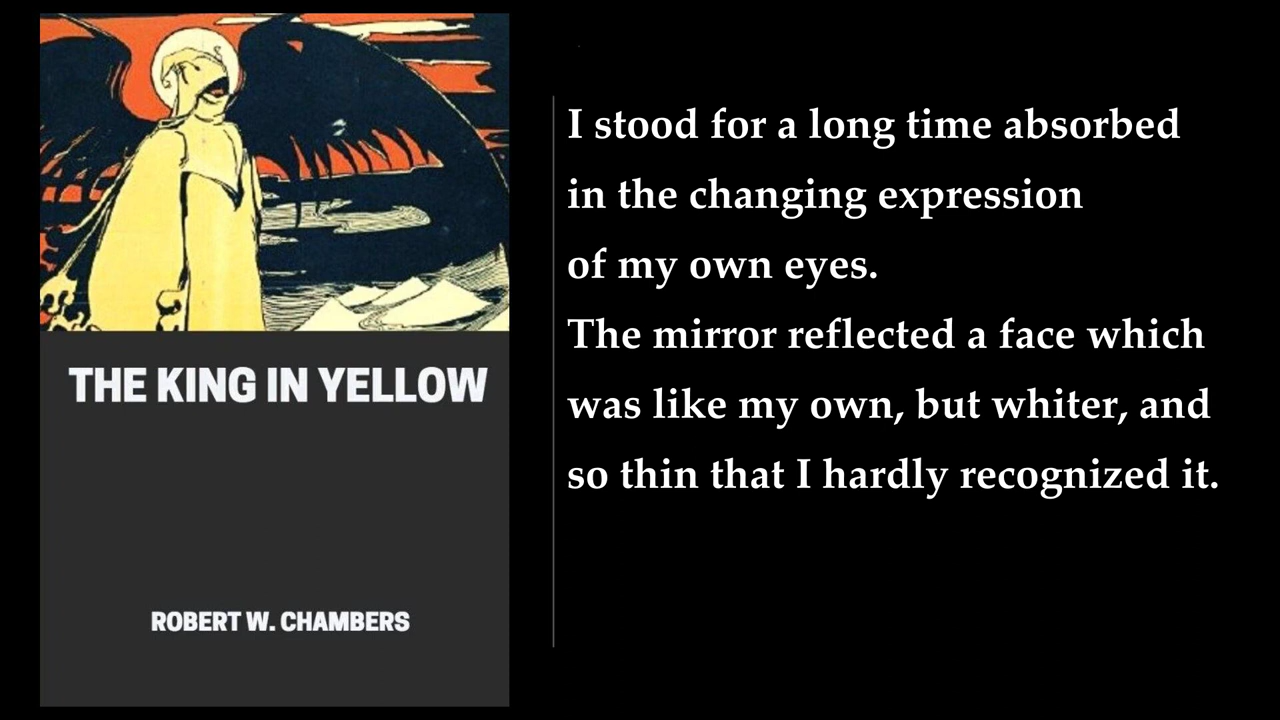 THE KING IN YELLOW
ROBERT W. CHAMBERS
I stood for a long time absorbed
in the changing expression
of my own eyes.
The mirror reflected a face which
was like my own, but whiter, and
so thin that I hardly recognized it.